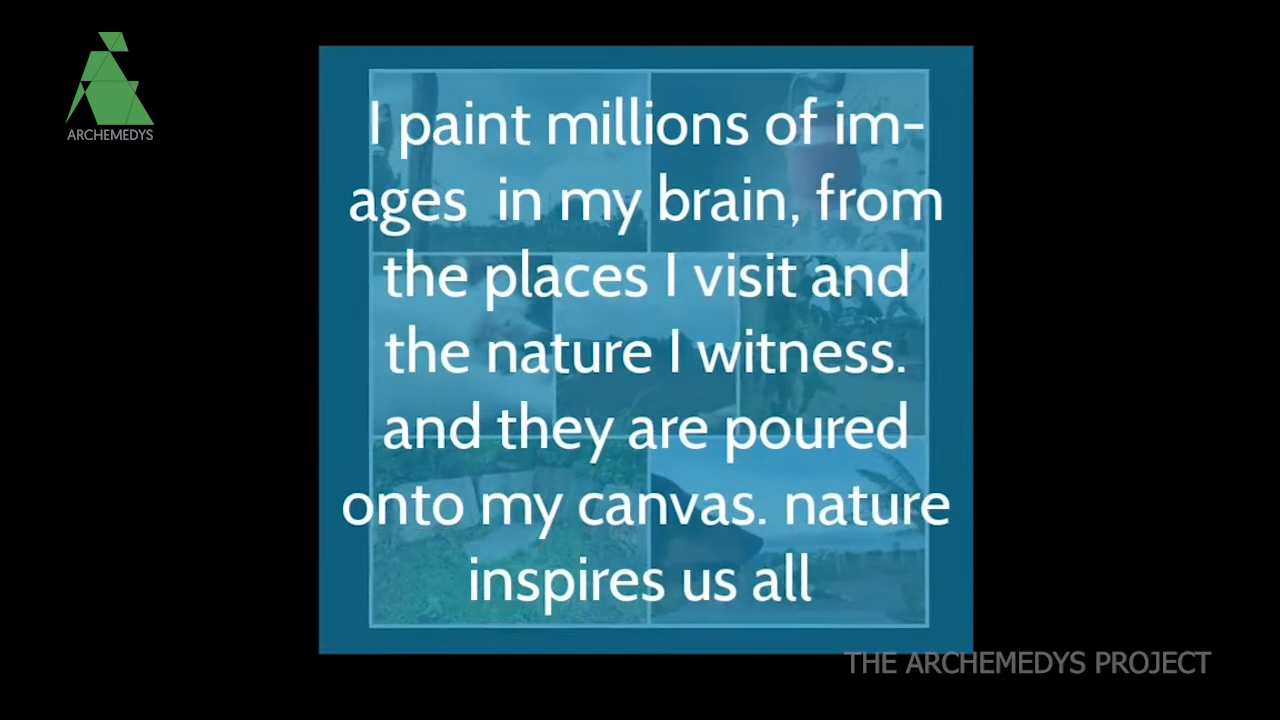 ARCHEMEDYS
I paint millions of im-
ages in my brain, from
the places I visit and
the nature I witness.
and they are poured
onto my canvas. nature
inspires us all
THE ARCHEMEDYS PROJECT